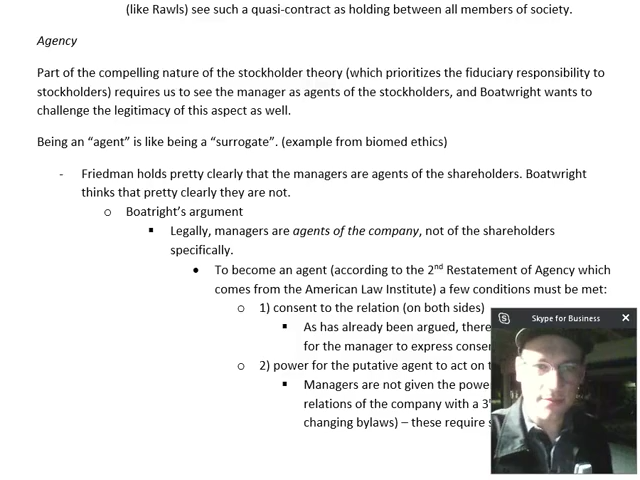 (like Rawls) see such a quasi-contract as holding between all members of society.
Agency
Part of the compelling nature of the stockholder theory (which prioritizes the fiduciary responsibility to
stockholders) requires us to see the manager as agents of the stockholders, and Boatwright wants to
challenge the legitimacy of this aspect as well.
Being an “agent” is like being a “surrogate”. (example from biomed ethics)
- Friedman holds pretty clearly that the managers are agents of the shareholders. Boatwright
thinks that pretty clearly they are not.
o Boatright's argument
▪ Legally, managers are agents of the company, not of the shareholders
specifically.
• To become an agent (according to the 2nd Restatement of Agency which
comes from the American Law Institute) a few conditions must be met:
o 1) consent to the relation (on both sides)
▪ As has already been argued, there
for the manager to express
o 2) power for the putative agent to act on
▪ Managers are not given the
relations of the company with a
changing bylaws) – these require
Skype for Business